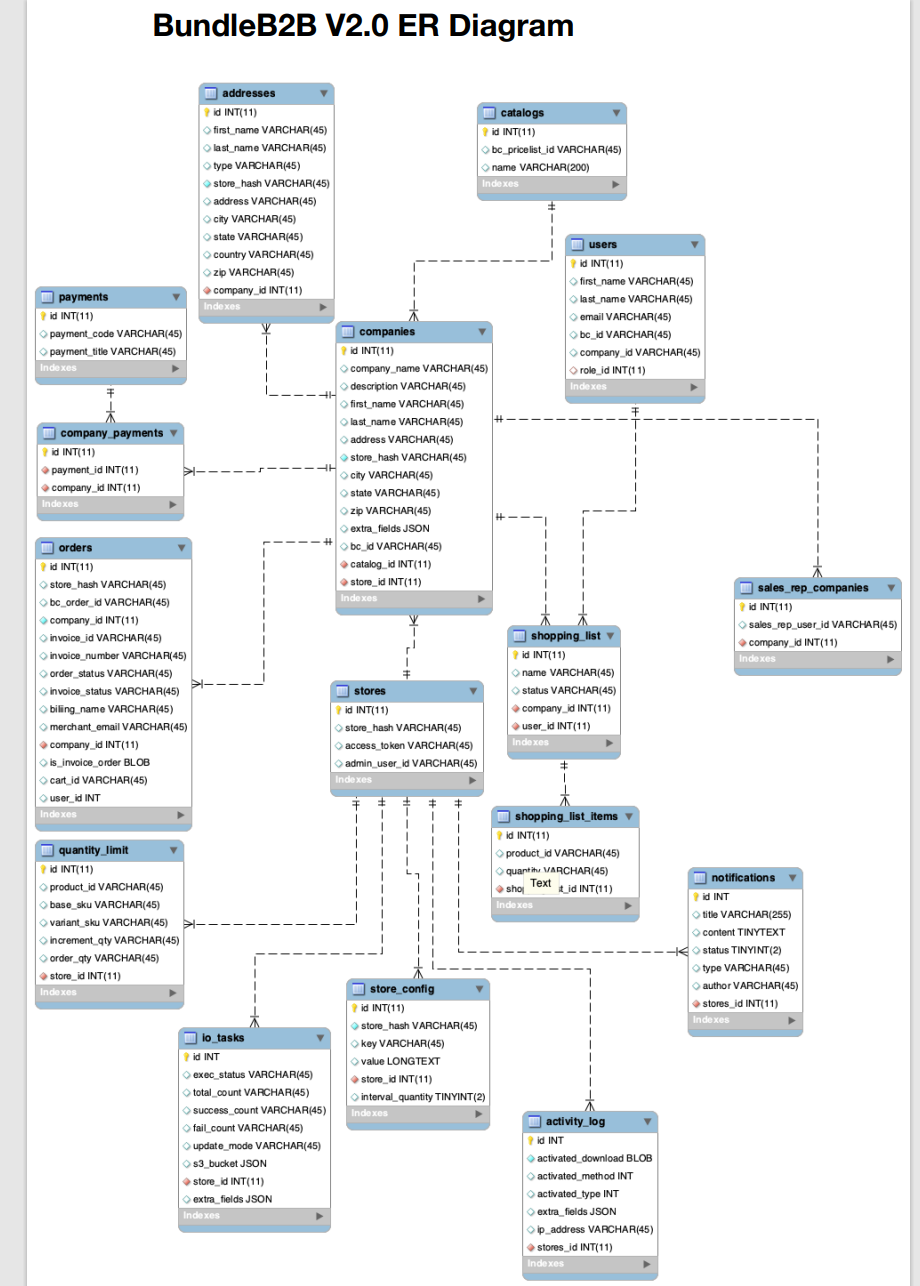 BundleB2B V2.0 ER Diagram
addresses
id INT(11)
first_name VARCHAR(45)
last_name VARCHAR(45)
type VARCHAR(45)
store_hash VARCHAR(45)
address VARCHAR(45)
city VARCHAR(45)
state VARCHAR(45)
country VARCHAR(45)
zip VARCHAR(45)
company_id INT(11)
Indexes
catalogs
id INT(11)
bc_pricelist_id VARCHAR(45)
name VARCHAR(200)
Indexes
users
id INT(11)
first_name VARCHAR(45)
last_name VARCHAR(45)
email VARCHAR(45)
bc_id VARCHAR(45)
company_id VARCHAR(45)
role_id INT(11)
Indexes
payments
id INT(11)
payment_code VARCHAR(45)
payment_title VARCHAR(45)
Indexes
companies
id INT(11)
company_name VARCHAR(45)
description VARCHAR(45)
first_name VARCHAR(45)
last_name VARCHAR(45)
address VARCHAR(45)
store_hash VARCHAR(45)
city VARCHAR(45)
state VARCHAR(45)
zip VARCHAR(45)
extra_fields JSON
bc_id VARCHAR(45)
catalog_id INT(11)
store_id INT(11)
Indexes
company_payments
id INT(11)
payment_id INT(11)
company_id INT(11)
Indexes
orders
id INT(11)
store_hash VARCHAR(45)
bc_order_id VARCHAR(45)
company_id INT(11)
invoice_id VARCHAR(45)
invoice_number VARCHAR(45)
order_status VARCHAR(45)
invoice_status VARCHAR(45)
billing_name VARCHAR(45)
merchant_email VARCHAR(45)
company_id INT(11)
is_invoice_order BLOB
cart_id VARCHAR(45)
user_id INT
Indexes
sales_rep_companies
id INT(11)
sales_rep_user_id VARCHAR(45)
company_id INT(11)
Indexes
shopping_list
id INT(11)
name VARCHAR(45)
status VARCHAR(45)
company_id INT(11)
user_id INT(11)
Indexes
stores
id INT(11)
store_hash VARCHAR(45)
access_token VARCHAR(45)
admin_user_id VARCHAR(45)
Indexes
shopping_list_items
id INT(11)
product_id VARCHAR(45)
quantity VARCHAR(45)
Text
t_id INT(11)
Indexes
quantity_limit
id INT(11)
product_id VARCHAR(45)
base_sku VARCHAR(45)
variant_sku VARCHAR(45)
increment_qty VARCHAR(45)
order_qty VARCHAR(45)
store_id INT(11)
Indexes
notifications
id INT
title VARCHAR(255)
content TINYTEXT
status TINYINT(2)
type VARCHAR(45)
author VARCHAR(45)
stores_id INT(11)
Indexes
store_config
id INT(11)
store_hash VARCHAR(45)
key VARCHAR(45)
value LONGTEXT
store_id INT(11)
interval_quantity TINYINT(2)
Indexes
io_tasks
id INT
exec_status VARCHAR(45)
total_count VARCHAR(45)
success_count VARCHAR(45)
fail_count VARCHAR(45)
update_mode VARCHAR(45)
s3_bucket JSON
store_id INT(11)
extra_fields JSON
Indexes
activity_log
id INT
activated_download BLOB
activated_method INT
activated_type INT
extra_fields JSON
ip_address VARCHAR(45)
stores_id INT(11)
Indexes